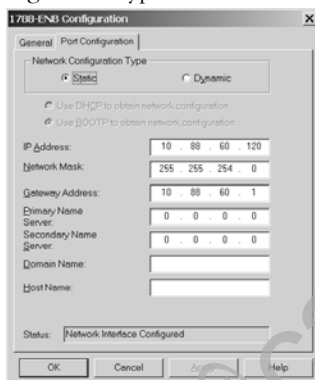 1788-ENB Configuration
General Port Configuration
Network Configuration Type
Static Dynamic
Use DHCP to obtain network configuration
Use BOOTP to obtain network configuration
IP Address: 10 . 88 . 60 . 120
Network Mask: 255 . 255 . 254 . 0
Gateway Address: 10 . 88 . 60 . 1
Primary Name
Server: 0 . 0 . 0 . 0
Secondary Name
Server: 0 . 0 . 0 . 0
Domain Name:
Host Name:
Status: Network Interface Configured
OK Cancel Apply Help